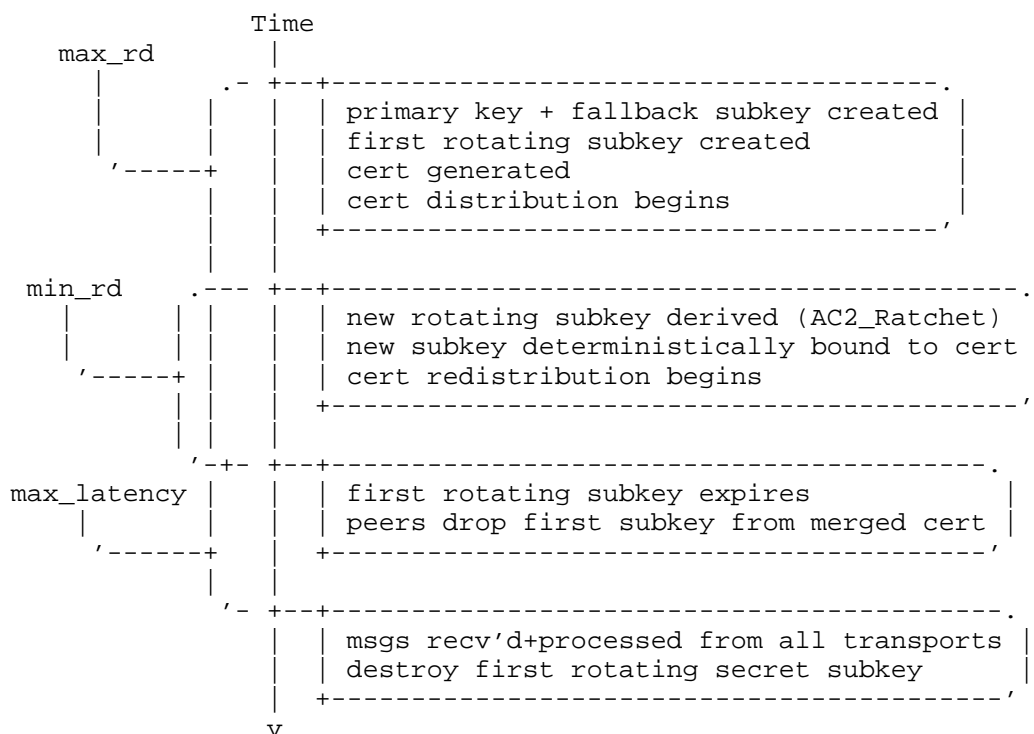 Time
max_rd
primary key + fallback subkey created
first rotating subkey created
cert generated
cert distribution begins
min_rd
new rotating subkey derived (AC2_Ratchet)
new subkey deterministically bound to cert
cert redistribution begins
max_latency
first rotating subkey expires
peers drop first subkey from merged cert
msgs recv'd+processed from all transports
destroy first rotating secret subkey
v